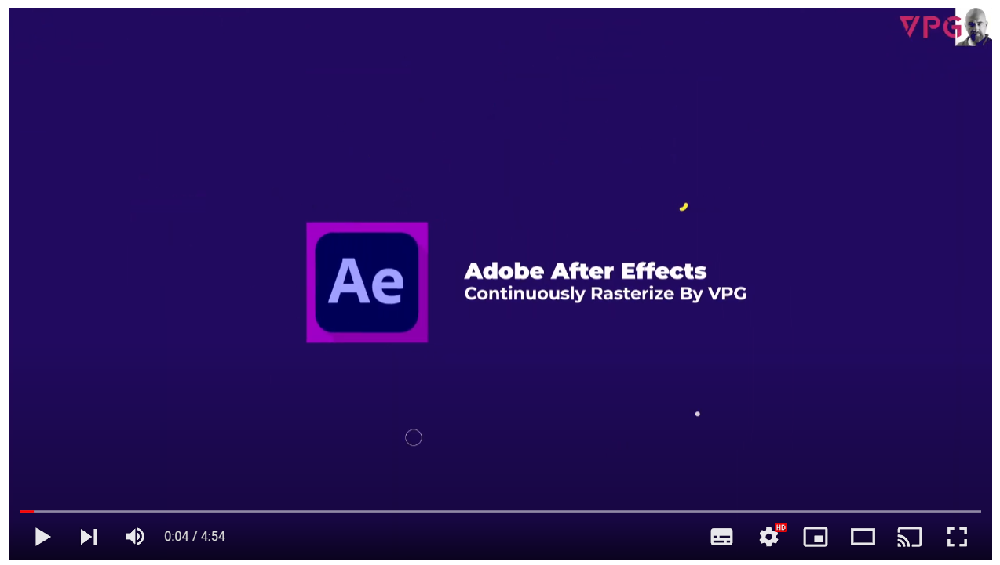 VPG
Ae
Adobe After Effects
Continuously Rasterize By VPG
0:04 / 4:54
HD